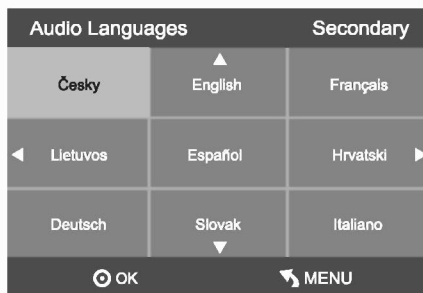 Audio Languages Secondary
Česky English Français
Lietuvos Español Hrvatski
Deutsch Slovak Italiano
OK MENU